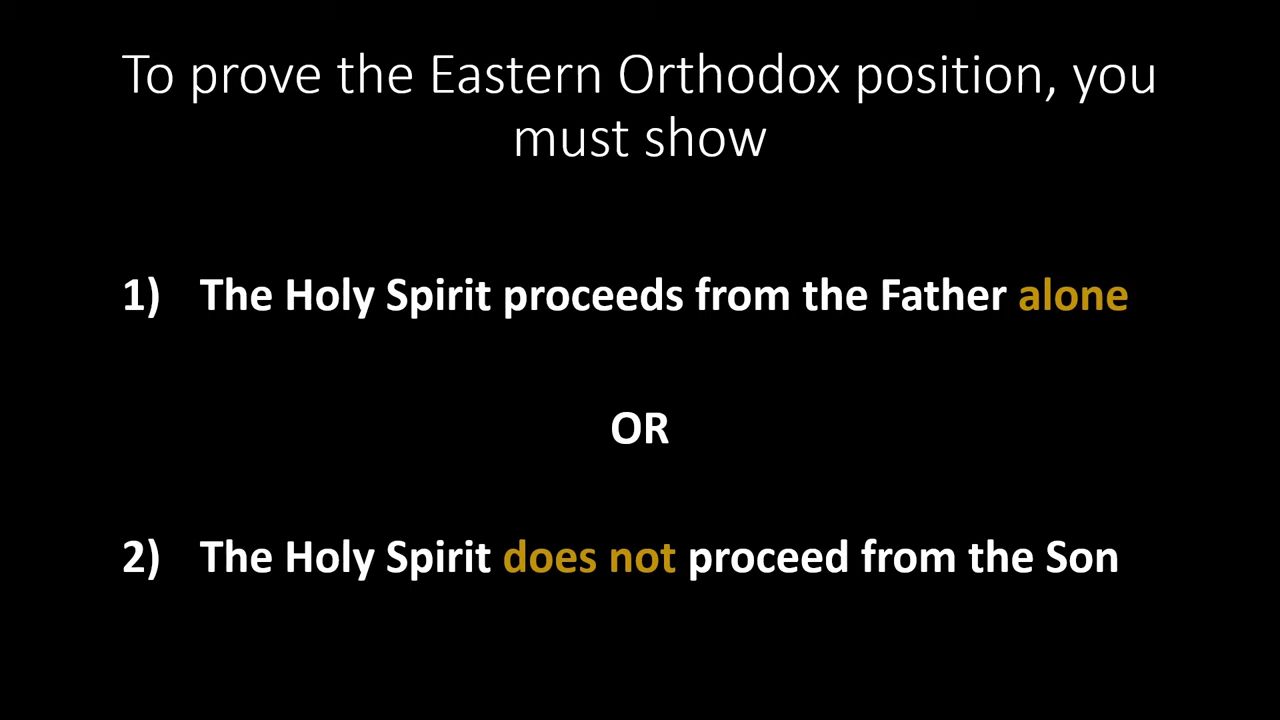 To prove the Eastern Orthodox position, you
must show
1) The Holy Spirit proceeds from the Father alone
OR
2) The Holy Spirit does not proceed from the Son